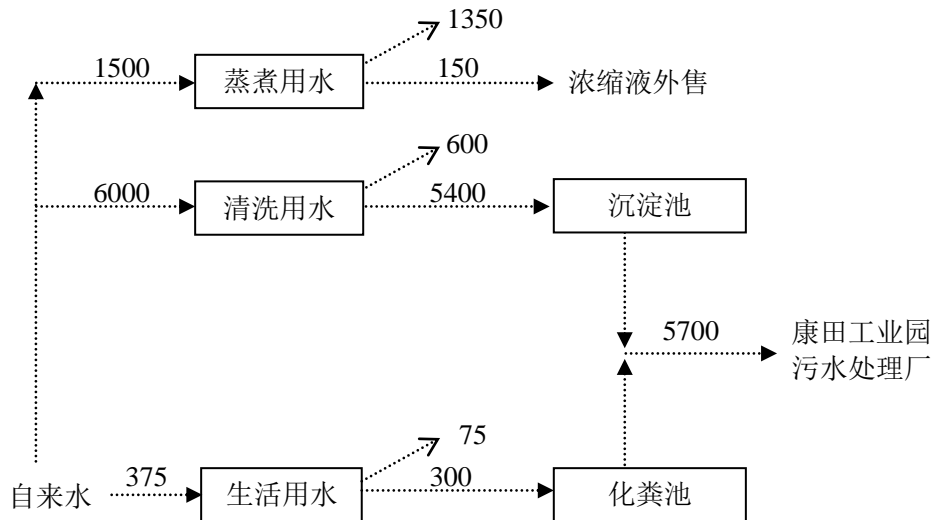 1350
1500
蒸煮用水
150
浓缩液外售
600
6000
清洗用水
5400
沉淀池
5700
康田工业园
污水处理厂
75
自来水
375
生活用水
300
化粪池